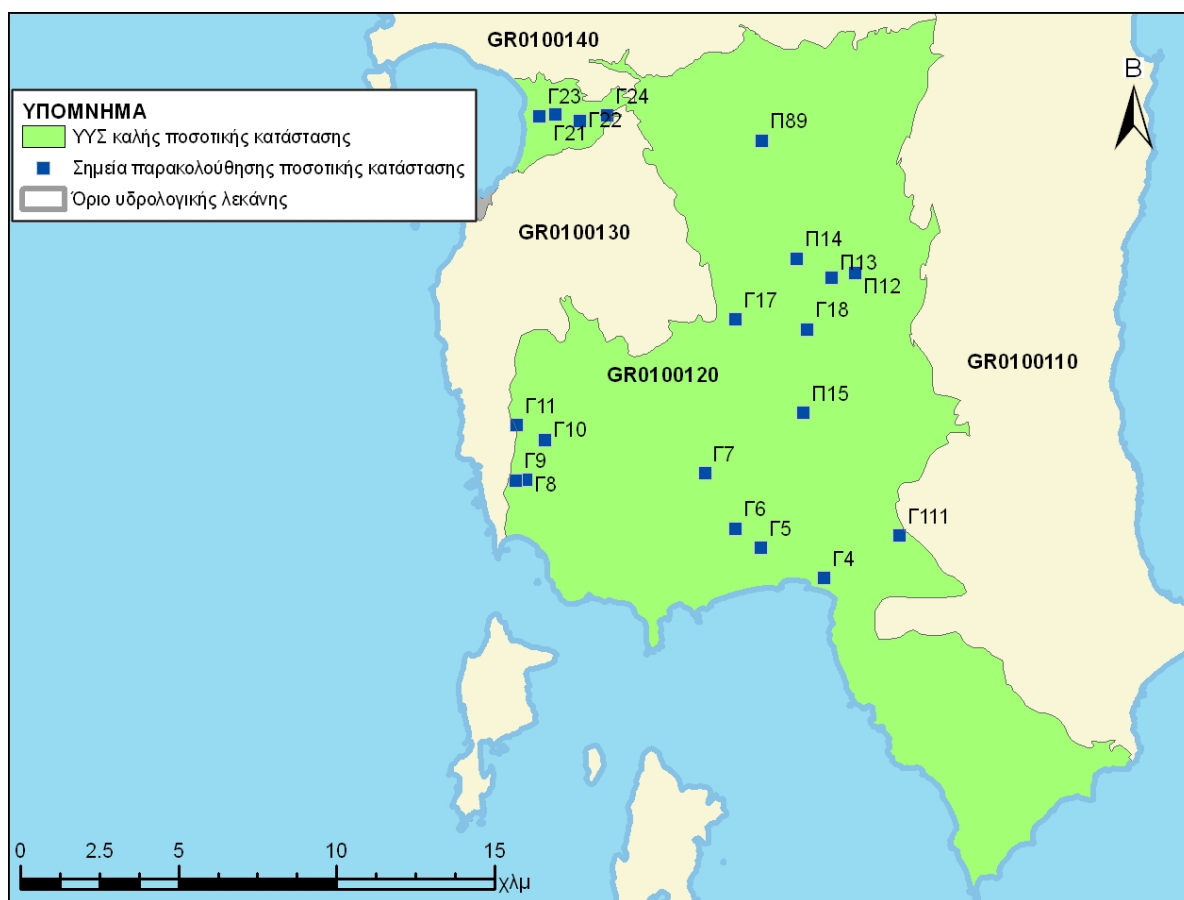 GR0100140
Β
ΥΠΟΜΝΗΜΑ
ΥΥΣ καλής ποσοτικής κατάστασης
Σημεία παρακολούθησης ποσοτικής κατάστασης
Όριο υδρολογικής λεκάνης
Γ23
Γ24
Γ21
Γ22
Π89
GR0100130
Π14
Π13
Π12
Γ17
Γ18
GR0100120
GR0100110
Π15
Γ11
Γ10
Γ9
Γ8
Γ7
Γ6
Γ5
Γ111
Γ4
0 2.5 5 10 15
χλμ